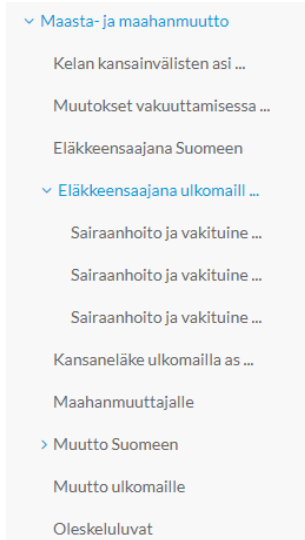 Maasta- ja maahanmuutto
Kelan kansainvälisten asi ...
Muutokset vakuuttamisessa ...
Eläkkeensaajana Suomeen
Eläkkeensaajana ulkomaill ...
Sairaanhoito ja vakituine ...
Sairaanhoito ja vakituine ...
Sairaanhoito ja vakituine ...
Kansaneläke ulkomailla as ...
Maahanmuuttajalle
Muutto Suomeen
Muutto ulkomaille
Oleskeluluvat